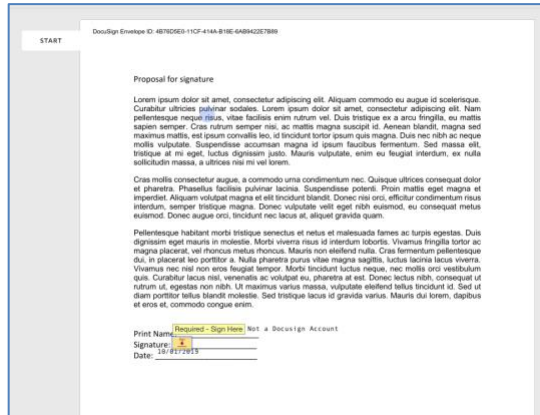 START
DocuSign Envelope ID: 4B76D5E0-11CF-414A-B18E-6AB9422E7B89
Proposal for signature
Lorem ipsum dolor sit amet, consectetur adipiscing elit. Aliquam commodo eu augue id scelerisque.
Curabitur ultricies pulvinar sodales. Lorem ipsum dolor sit amet, consectetur adipiscing elit. Nam
pellentesque neque risus, vitae facilisis enim rutrum vel. Duis tristique ex a arcu fringilla, eu mattis
sapien semper. Cras rutrum semper nisi, ac mattis magna suscipit id. Aenean blandit, magna sed
maximus mattis, est ipsum convallis leo, id tincidunt tortor ipsum quis magna. Duis nec nibh ac neque
mollis vulputate. Suspendisse accumsan magna id ipsum faucibus fermentum. Sed massa elit,
tristique at mi eget, luctus dignissim justo. Mauris vulputate, enim eu feugiat interdum, ex nulla
sollicitudin massa, a ultrices nisi mi vel lorem.
Cras mollis consectetur augue, a commodo urna condimentum nec. Quisque ultrices consequat dolor
et pharetra. Phasellus facilisis pulvinar lacinia. Suspendisse potenti. Proin mattis eget magna et
imperdiet. Aliquam volutpat magna et elit tincidunt blandit. Donec nisi orci, efficitur condimentum risus
interdum, semper tristique magna. Donec vulputate velit eget nibh euismod, eu consequat metus
euismod. Donec augue orci, tincidunt nec lacus at, aliquet gravida quam.
Pellentesque habitant morbi tristique senectus et netus et malesuada fames ac turpis egestas. Duis
dignissim eget mauris in molestie. Morbi viverra risus id interdum lobortis. Vivamus fringilla tortor ac
magna placerat, vel rhoncus metus rhoncus. Mauris non eleifend nulla. Cras fermentum pellentesque
dui, in placerat leo porttitor a. Nulla pharetra purus vitae magna sagittis, luctus lacinia lacus viverra.
Vivamus nec nisl non eros feugiat tempor. Morbi tincidunt luctus neque, nec mollis orci vestibulum
quis. Curabitur lacus nisl, venenatis ac volutpat eu, pharetra at est. Donec lectus nibh, consequat ut
rutrum ut, egestas non nibh. Ut maximus varius massa, vulputate eleifend tellus tincidunt id. Sed ut
diam porttitor tellus blandit molestie. Sed tristique lacus id gravida varius. Mauris dui lorem, dapibus
et eros et, commodo congue enim.
Print Name Required - Sign Here Not a Docusign Account
Signature:
Date: 10/01/2019